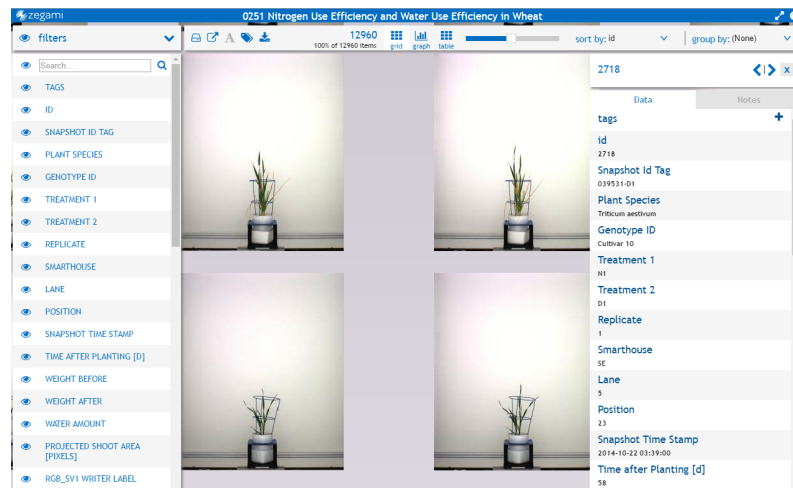 zegami
0251 Nitrogen Use Efficiency and Water Use Efficiency in Wheat
filters
A
12960
100% of 12960 Items
grid
graph
table
sort by: id
group by: (None)
Search...
TAGS
ID
SNAPSHOT ID TAG
PLANT SPECIES
GENOTYPE ID
TREATMENT 1
TREATMENT 2
REPLICATE
SMARTHOUSE
LANE
POSITION
SNAPSHOT TIME STAMP
TIME AFTER PLANTING [D]
WEIGHT BEFORE
WEIGHT AFTER
WATER AMOUNT
PROJECTED SHOOT AREA
[PIXELS]
RGB_SV1 WRITER LABEL
2718
x
Data
Notes
tags
+
id
2718
Snapshot Id Tag
039531-D1
Plant Species
Triticum aestivum
Genotype ID
Cultivar 10
Treatment 1
N1
Treatment 2
D1
Replicate
1
Smarthouse
SE
Lane
5
Position
23
Snapshot Time Stamp
2014-10-22 03:39:00
Time after Planting [d]
58